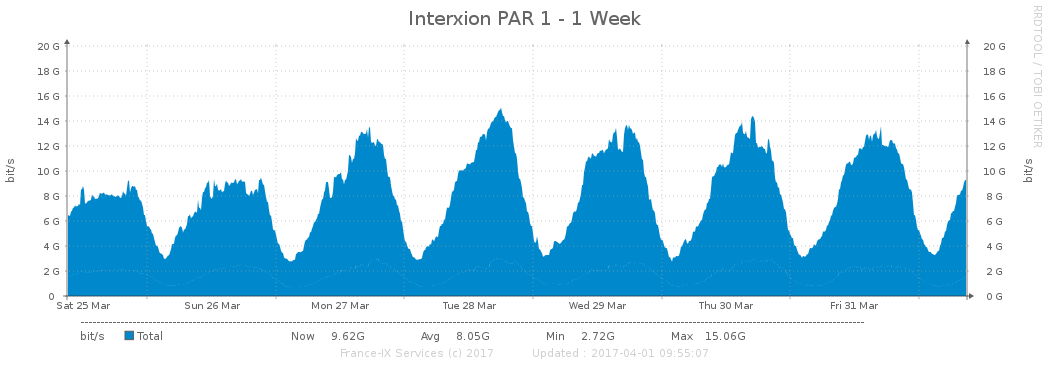 Interxion PAR 1 - 1 Week
RRDTOOL / TOBI OETIKER
bit/s
20 G 20 G
18 G 18 G
16 G 16 G
14 G 14 G
12 G 12 G
10 G 10 G
8 G 8 G
6 G 6 G
4 G 4 G
2 G 2 G
0 0 G
bit/s
Sat 25 Mar Sun 26 Mar Mon 27 Mar Tue 28 Mar Wed 29 Mar Thu 30 Mar Fri 31 Mar
bit/s Total Now 9.62G Avg 8.05G Min 2.72G Max 15.06G
France-IX Services (c) 2017 Updated : 2017-04-01 09:55:07